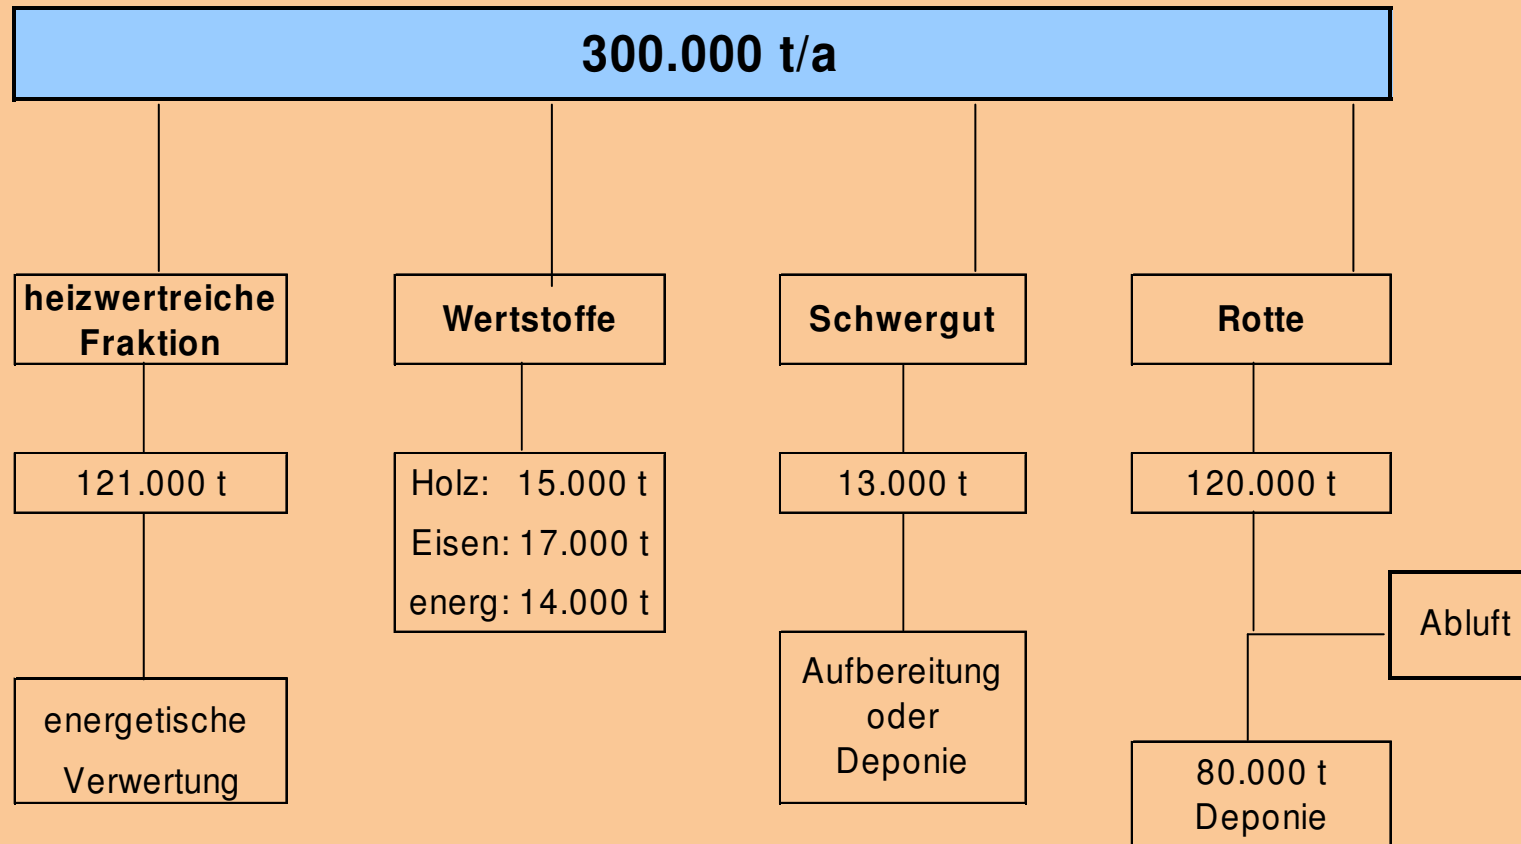 300.000 t/a
heizwertreiche
Fraktion
Wertstoffe
Schwergut
Rotte
121.000 t
Holz: 15.000 t
Eisen: 17.000 t
energ: 14.000 t
13.000 t
120.000 t
Abluft
energetische
Verwertung
Aufbereitung
oder
Deponie
80.000 t
Deponie